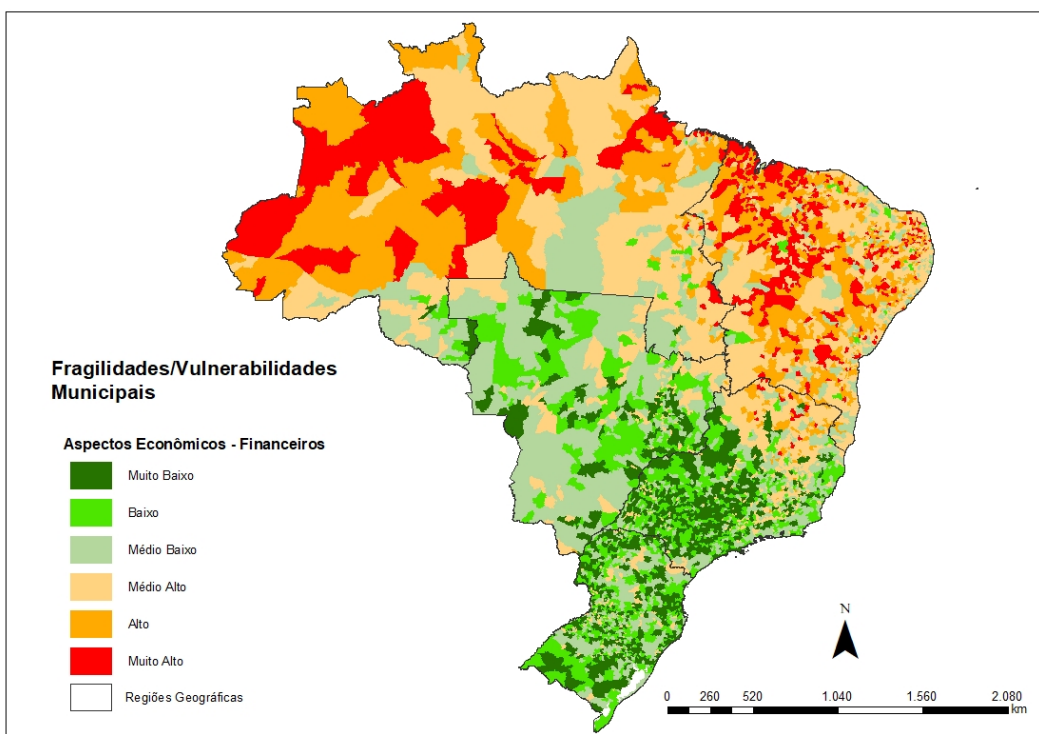 Fragilidades/Vulnerabilidades
Municipais
Aspectos Econômicos - Financeiros
Muito Baixo
Baixo
Médio Baixo
Médio Alto
Alto
Muito Alto
Regiões Geográficas
N
0 260 520 1.040 1.560 2.080
km